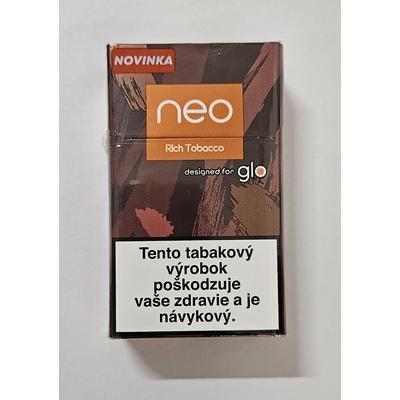 NOVINKA
neo
Rich Tobacco
designed for glo
Tento tabakový
výrobok
poškodzuje
vaše zdravie a je
návykový.